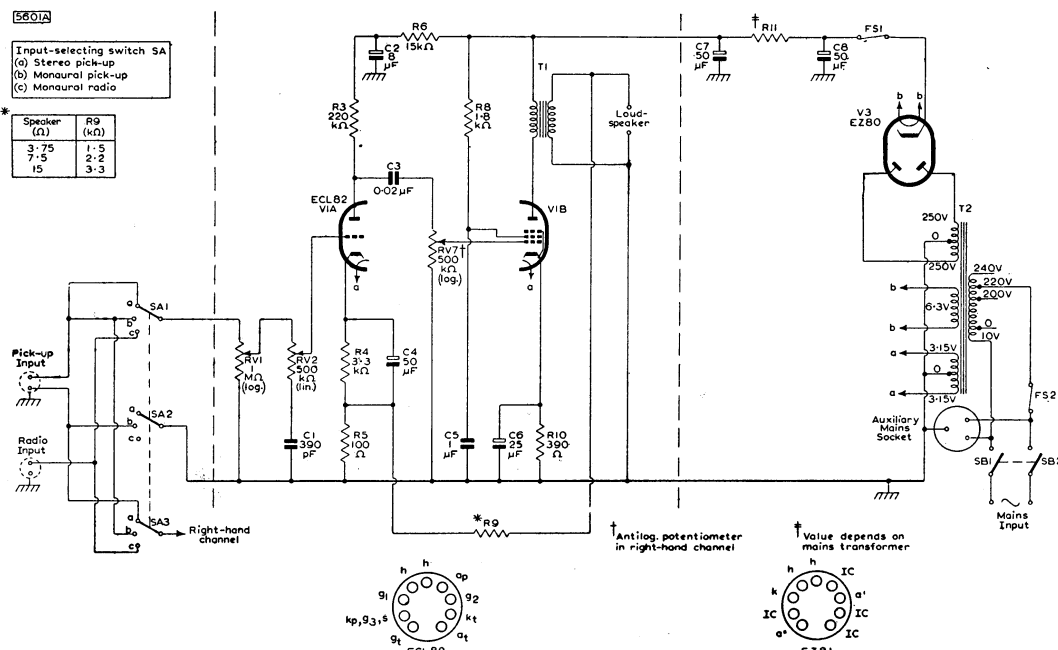 5601A
Input-selecting switch SA
(a) Stereo pick-up
(b) Monaural pick-up
(c) Monaural radio
*
Speaker (Ω) R9 (kΩ)
3·75 1·5
7·5 2·2
15 3·3
R6
15kΩ
C2
8
μF
R3
220
kΩ
C3
0·02μF
ECL82
V1A
R8
1·8
kΩ
T1
Loud-
speaker
V1B
RV7†
500
kΩ
(log.)
a
a
C7
50
μF
‡
R11
C8
50
μF
FS1
b b
V3
EZ80
T2
250V
0
250V
240V
220V
200V
0
10V
b
6·3V
b
a
3·15V
0
a
3·15V
Auxiliary
Mains
Socket
FS2
SB1
SB2
Mains
Input
Pick-up
Input
Radio
Input
a
b
c
SA1
a
b
c
SA2
a
b
c
SA3
Right-hand
channel
RV1
1
MΩ
(log.)
RV2
500
kΩ
(lin.)
C1
390
pF
R4
3·3
kΩ
C4
50
μF
R5
100
Ω
C5
1
μF
C6
25
μF
R10
390
Ω
*R9
†Antilog. potentiometer
in right-hand channel
‡Value depends on
mains transformer
h
h
ap
g1
g2
kp,g3,s
kt
gt
at
ECL82
h
h
IC
k
a'
IC
IC
a"
IC